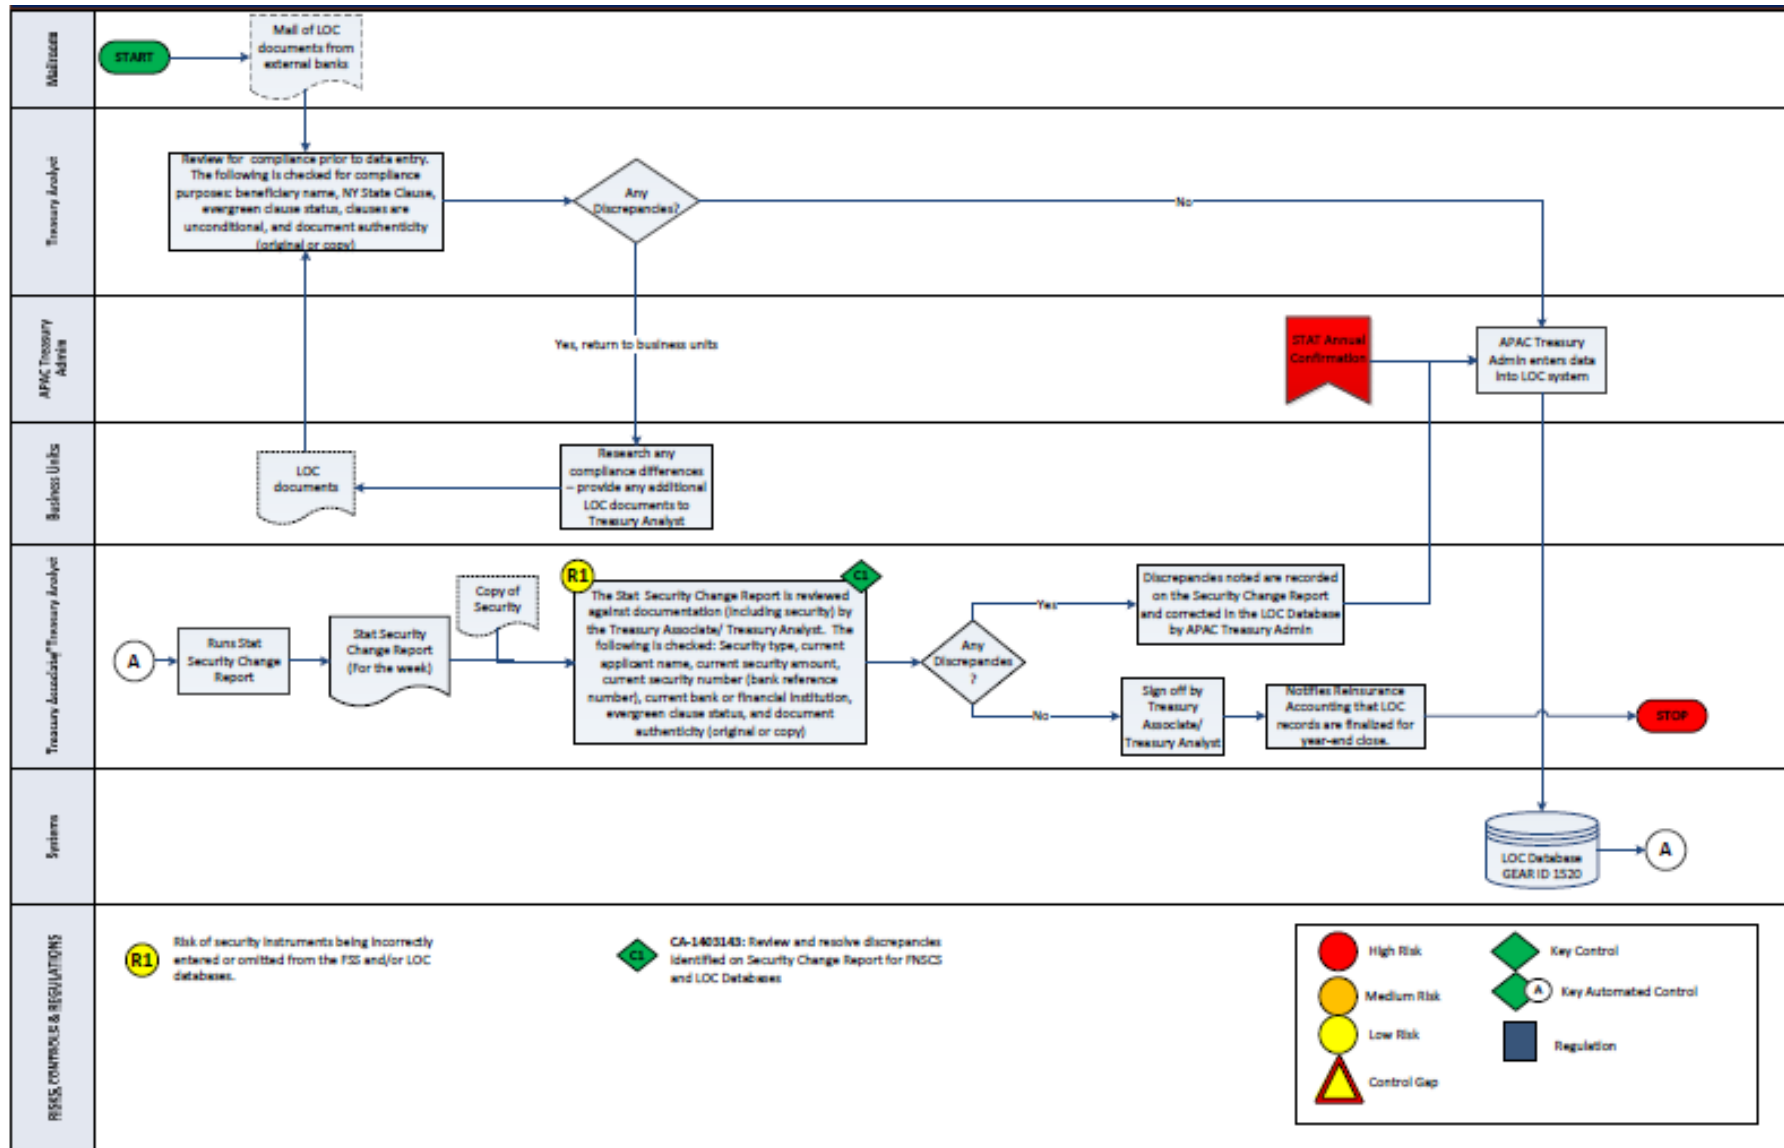 Mailroom
START
Mail of LOC
documents from
external banks
Treasury Analyst
Review for compliance prior to data entry.
The following is checked for compliance
purposes: beneficiary name, NY State Clause,
evergreen clause status, clauses are
unconditional, and document authenticity
(original or copy)
Any
Discrepancies?
No
Yes, return to business units
APAC Treasury
Admin
STAT Annual
Confirmation
APAC Treasury
Admin enters data
into LOC system
Business Units
LOC
documents
Research any
compliance differences
– provide any additional
LOC documents to
Treasury Analyst
Treasury Associate/Treasury Analyst
A
Runs Stat
Security Change
Report
Stat Security
Change Report
(For the week)
Copy of
Security
R1
C1
The Stat Security Change Report is reviewed
against documentation (including security) by
the Treasury Associate/ Treasury Analyst. The
following is checked: Security type, current
applicant name, current security amount,
current security number (bank reference
number), current bank or financial institution,
evergreen clause status, and document
authenticity (original or copy)
Any
Discrepancies
?
Yes
No
Discrepancies noted are recorded
on the Security Change Report
and corrected in the LOC Database
by APAC Treasury Admin
Sign off by
Treasury
Associate/
Treasury Analyst
Notifies Reinsurance
Accounting that LOC
records are finalized for
year-end close.
STOP
Systems
LOC Database
GEAR ID 1520
A
RISKS, CONTROLS & REGULATIONS
R1
Risk of security instruments being incorrectly
entered or omitted from the FSS and/or LOC
databases.
C1
CA-1403143: Review and resolve discrepancies
identified on Security Change Report for FNSCS
and LOC Databases
High Risk
Medium Risk
Low Risk
Control Gap
Key Control
A
Key Automated Control
Regulation